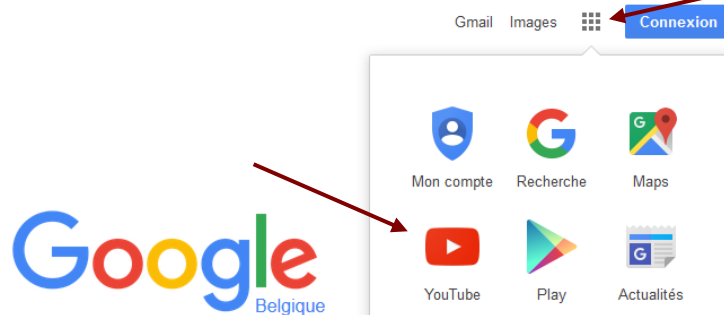 Gmail Images Connexion
Mon compte Recherche Maps
Google
Belgique
YouTube Play Actualités